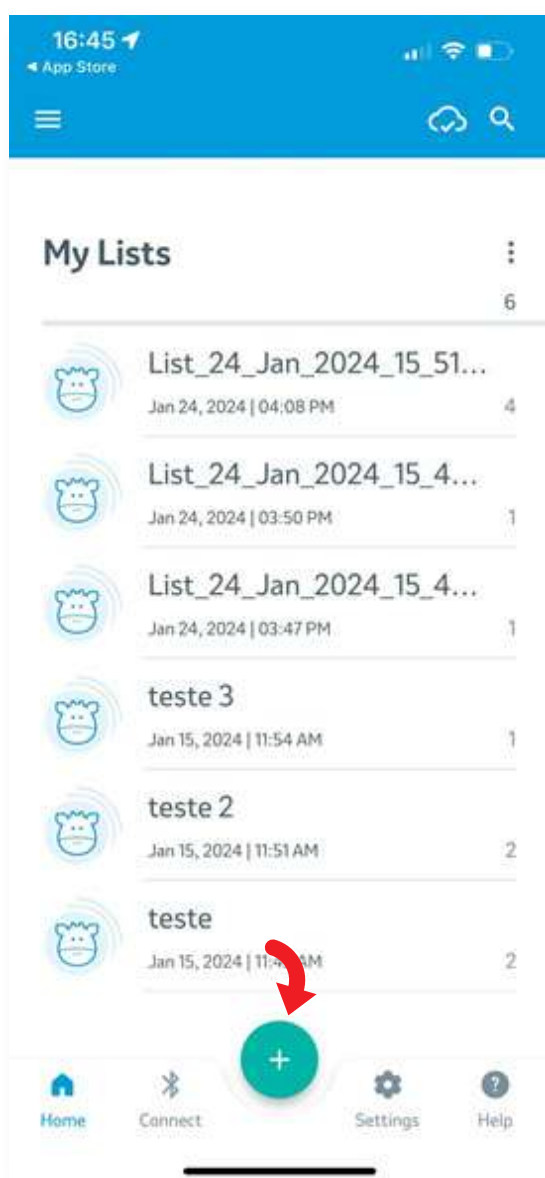 16:45
◄ App Store
My Lists
6
List_24_Jan_2024_15_51...
Jan 24, 2024 | 04:08 PM
4
List_24_Jan_2024_15_4...
Jan 24, 2024 | 03:50 PM
1
List_24_Jan_2024_15_4...
Jan 24, 2024 | 03:47 PM
1
teste 3
Jan 15, 2024 | 11:54 AM
1
teste 2
Jan 15, 2024 | 11:51 AM
2
teste
Jan 15, 2024 | AM
2
+
Home Connect Settings ? Help